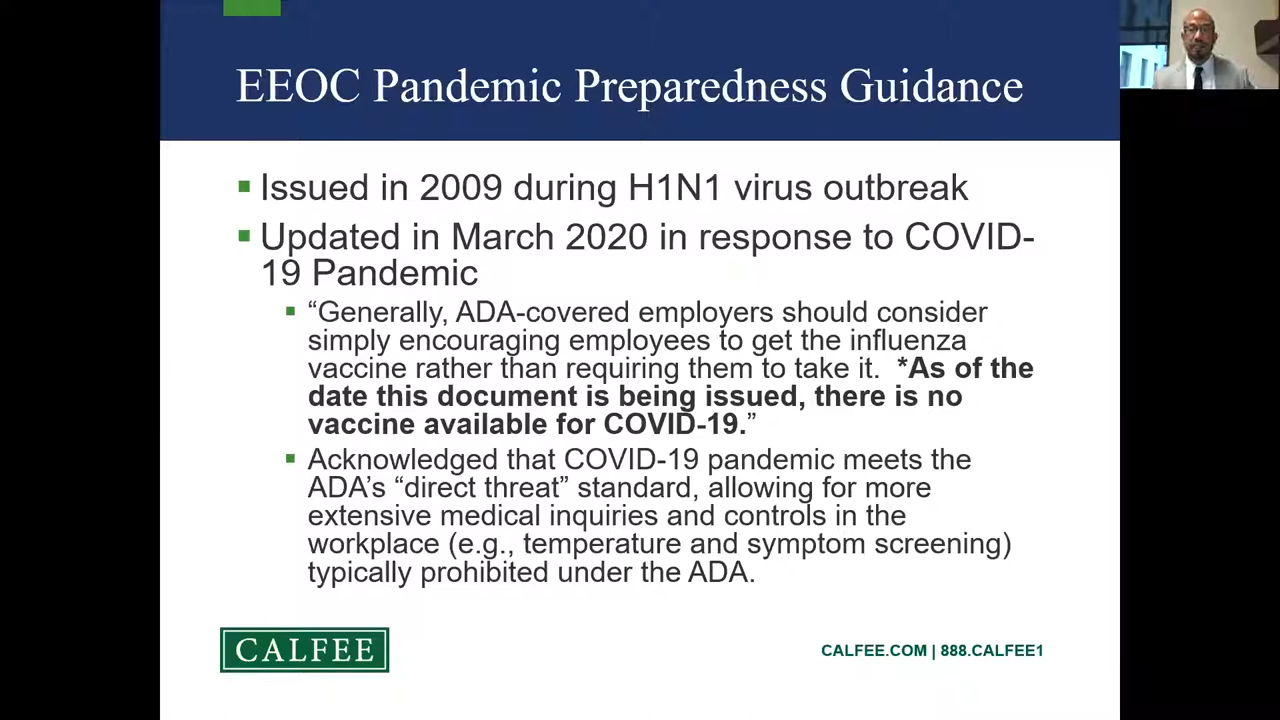 EEOC Pandemic Preparedness Guidance
Issued in 2009 during H1N1 virus outbreak
Updated in March 2020 in response to COVID-
19 Pandemic
“Generally, ADA-covered employers should consider
simply encouraging employees to get the influenza
vaccine rather than requiring them to take it.  *As of the
date this document is being issued, there is no
vaccine available for COVID-19.”
Acknowledged that COVID-19 pandemic meets the
ADA’s “direct threat” standard, allowing for more
extensive medical inquiries and controls in the
workplace (e.g., temperature and symptom screening)
typically prohibited under the ADA.
CALFEE
CALFEE.COM | 888.CALFEE1